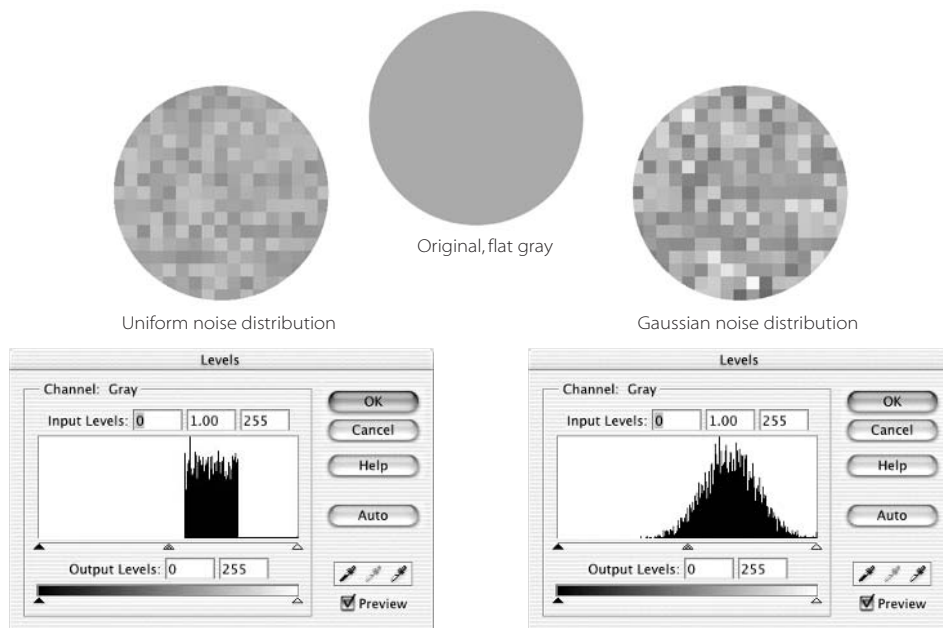 Original, flat gray
Uniform noise distribution
Gaussian noise distribution
Levels
Channel: Gray
Input Levels: 0 1.00 255
OK
Cancel
Help
Auto
Output Levels: 0 255
Preview
Levels
Channel: Gray
Input Levels: 0 1.00 255
OK
Cancel
Help
Auto
Output Levels: 0 255
Preview